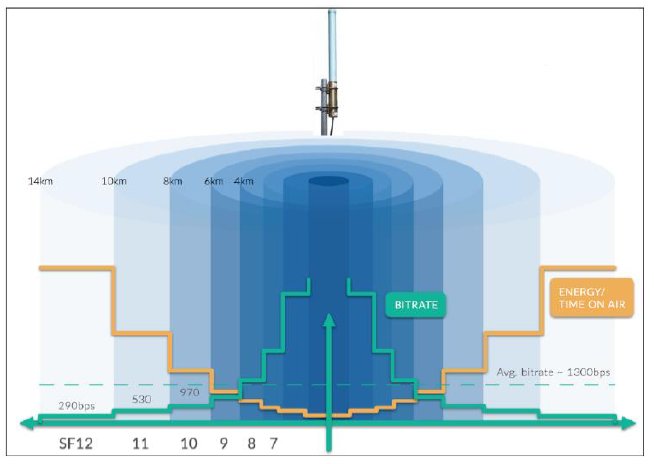 14km 10km 8km 6km 4km
BITRATE
ENERGY/
TIME ON AIR
Avg. bitrate ~ 1300bps
290bps 530 970
SF12 11 10 9 8 7